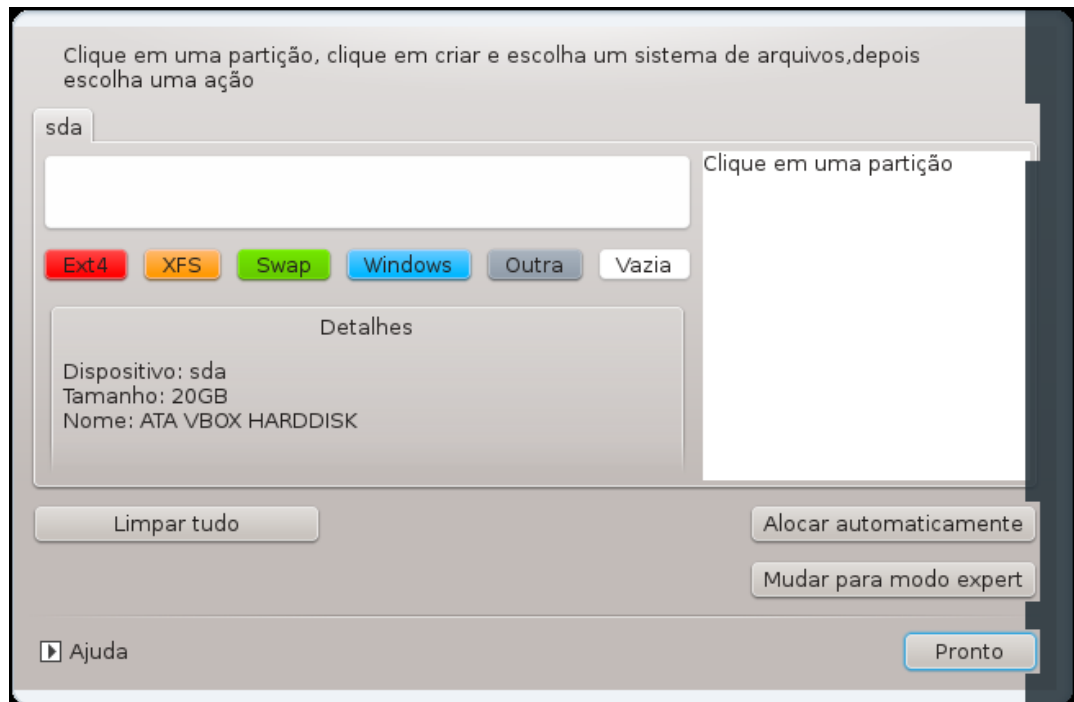 Clique em uma partição, clique em criar e escolha um sistema de arquivos,depois
escolha uma ação
sda
Clique em uma partição
Ext4
XFS
Swap
Windows
Outra
Vazia
Detalhes
Dispositivo: sda
Tamanho: 20GB
Nome: ATA VBOX HARDDISK
Limpar tudo
Alocar automaticamente
Mudar para modo expert
Ajuda
Pronto